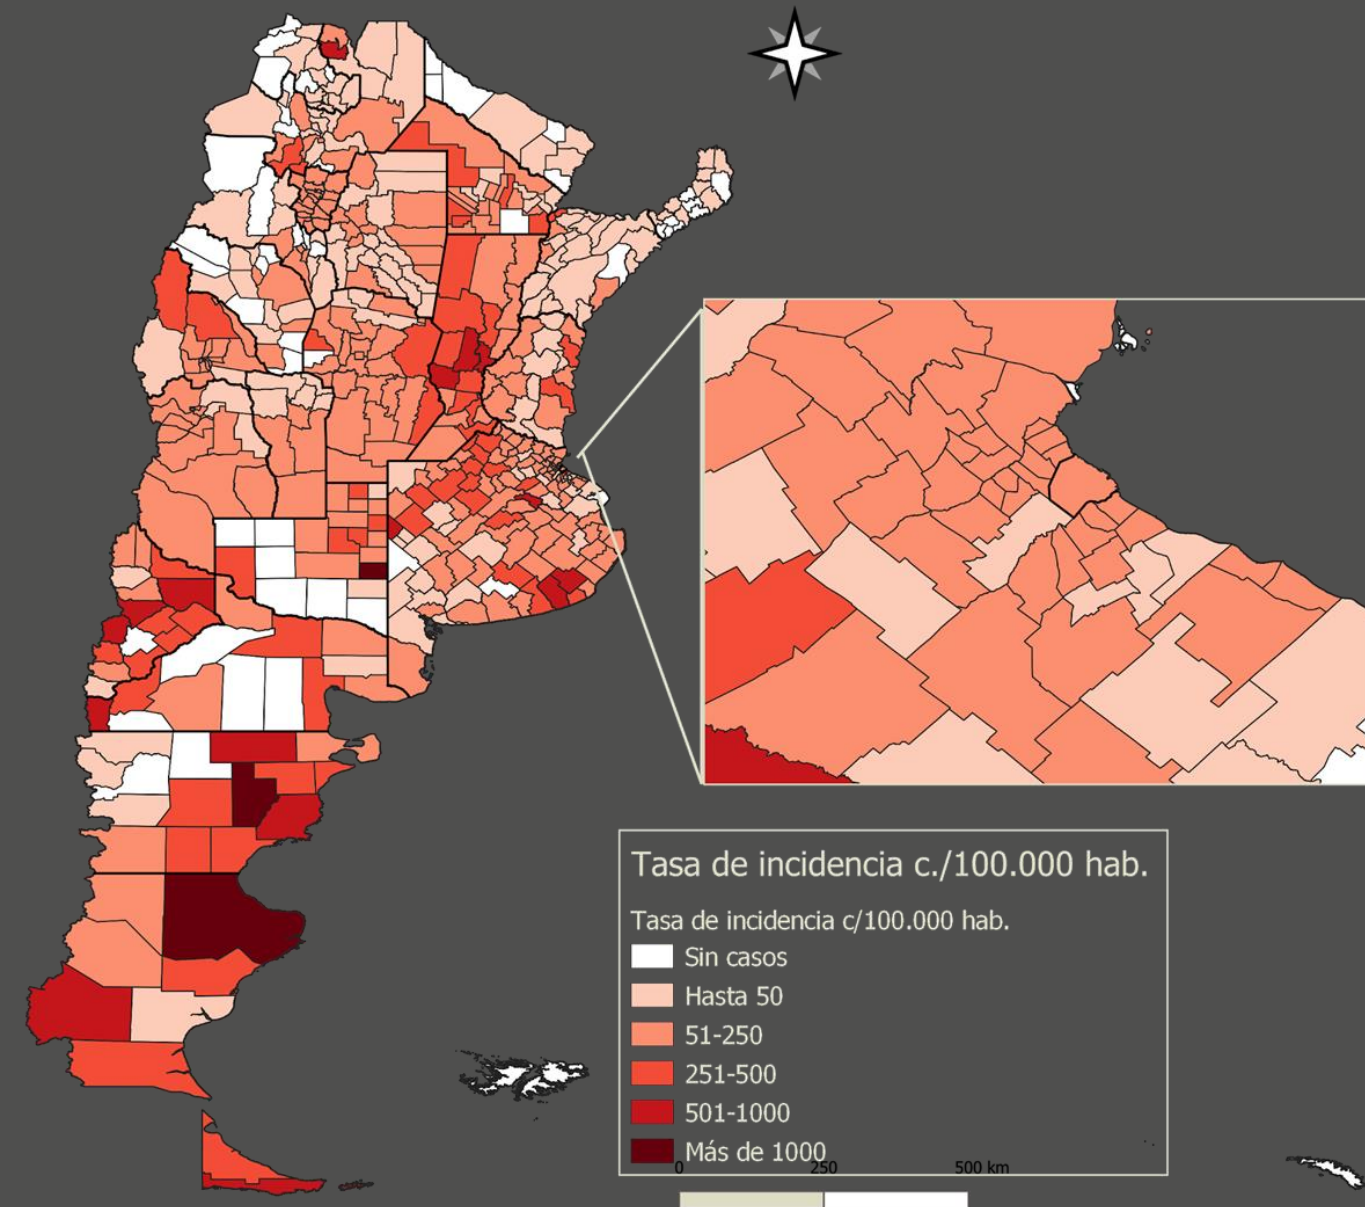 Tasa de incidencia c./100.000 hab.
Tasa de incidencia c/100.000 hab.
Sin casos
Hasta 50
51-250
251-500
501-1000
Más de 1000
0 250 500 km